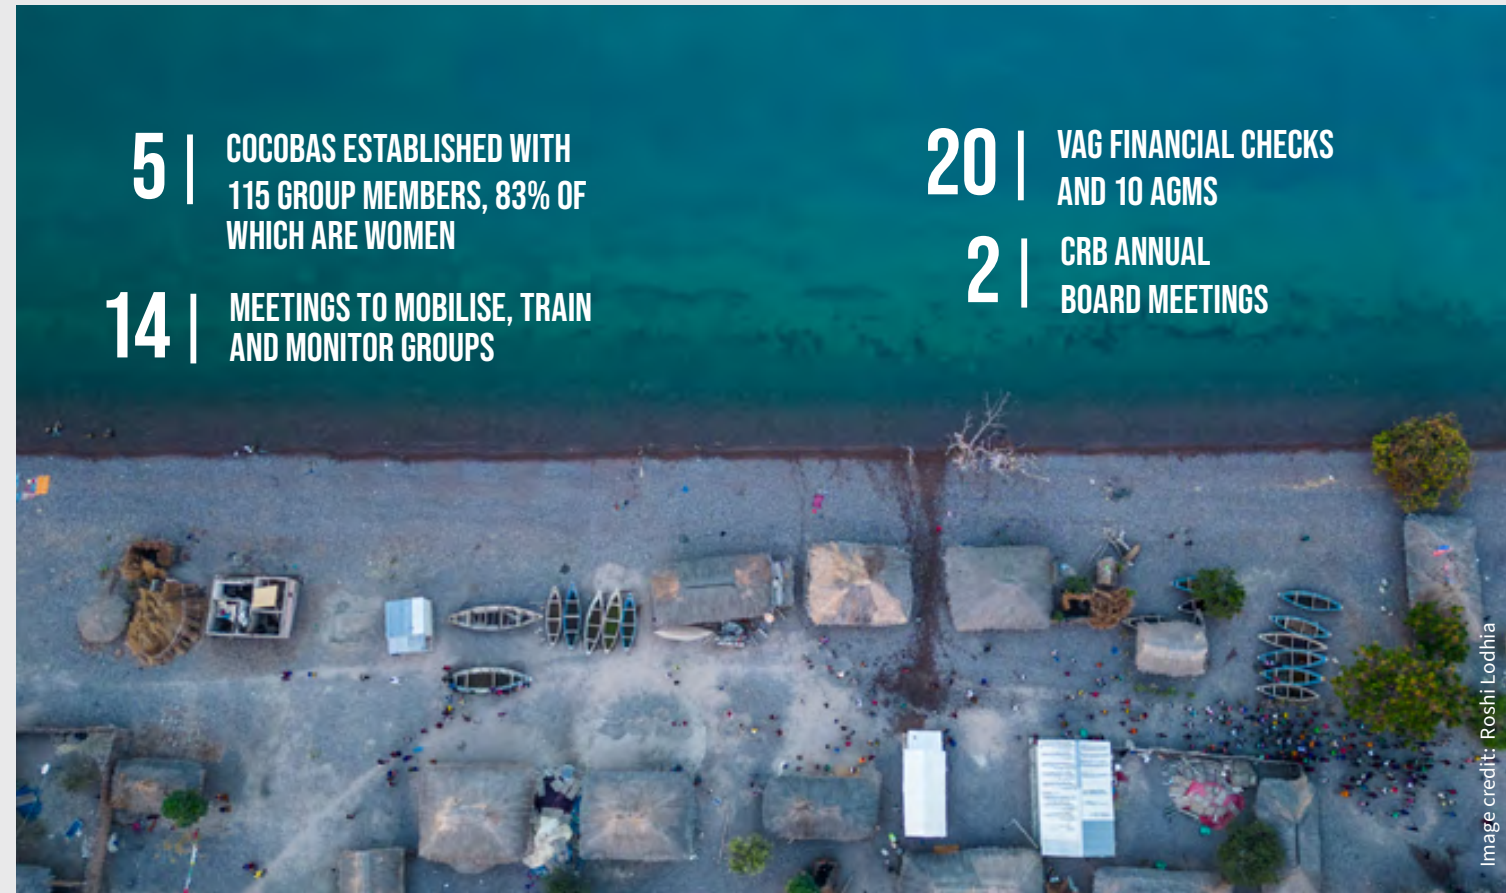 5
COCOBAS ESTABLISHED WITH
115 GROUP MEMBERS, 83% OF
WHICH ARE WOMEN
14
MEETINGS TO MOBILISE, TRAIN
AND MONITOR GROUPS
20
VAG FINANCIAL CHECKS
AND 10 AGMS
2
CRB ANNUAL
BOARD MEETINGS
Image credit: Roshi Lodhia